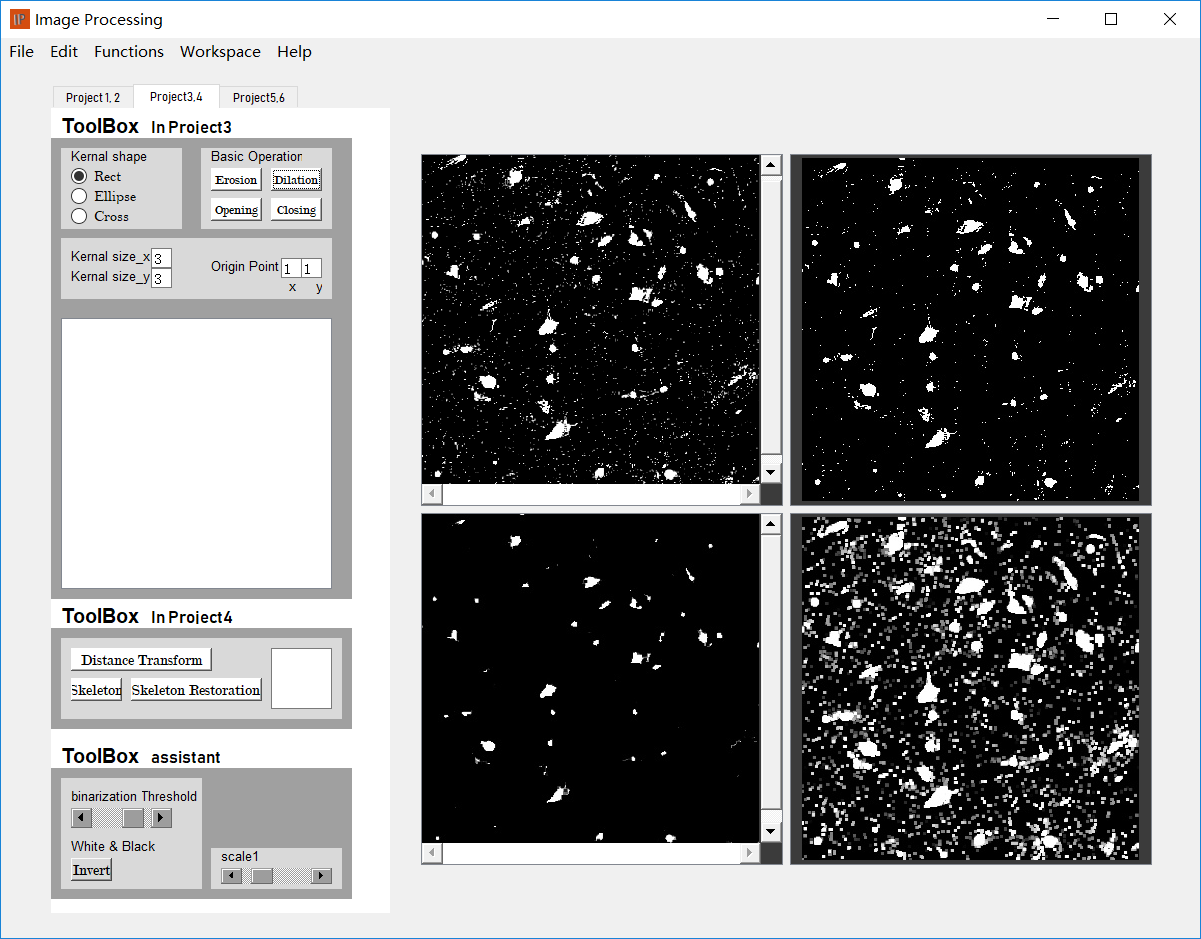 IP Image Processing
File Edit Functions Workspace Help
Project1, 2 Project3,4 Project5,6
ToolBox In Project3
Kernal shape
Rect
Ellipse
Cross
Basic Operation
Erosion Dilation
Opening Closing
Kernal size_x 3
Kernal size_y 3
Origin Point 1 1
x y
ToolBox In Project4
Distance Transform
Skeleton Skeleton Restoration
ToolBox assistant
binarization Threshold
White & Black
Invert
scale1